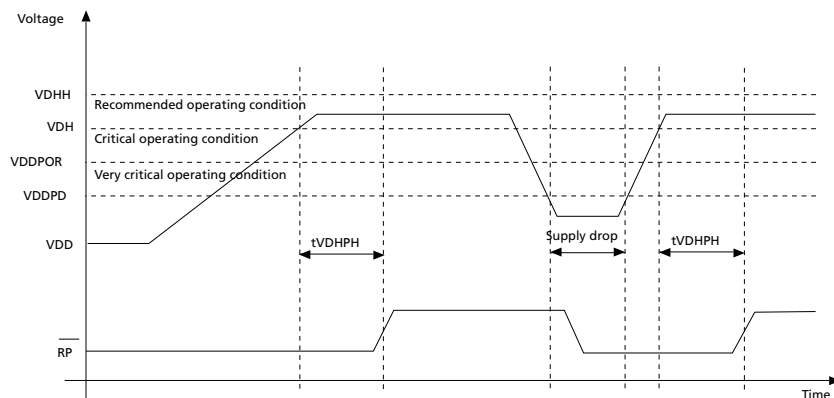 Voltage
VDHH
Recommended operating condition
VDH
Critical operating condition
VDDPOR
Very critical operating condition
VDDPD
VDD
tVDHPH
Supply drop
tVDHPH
RP
Time